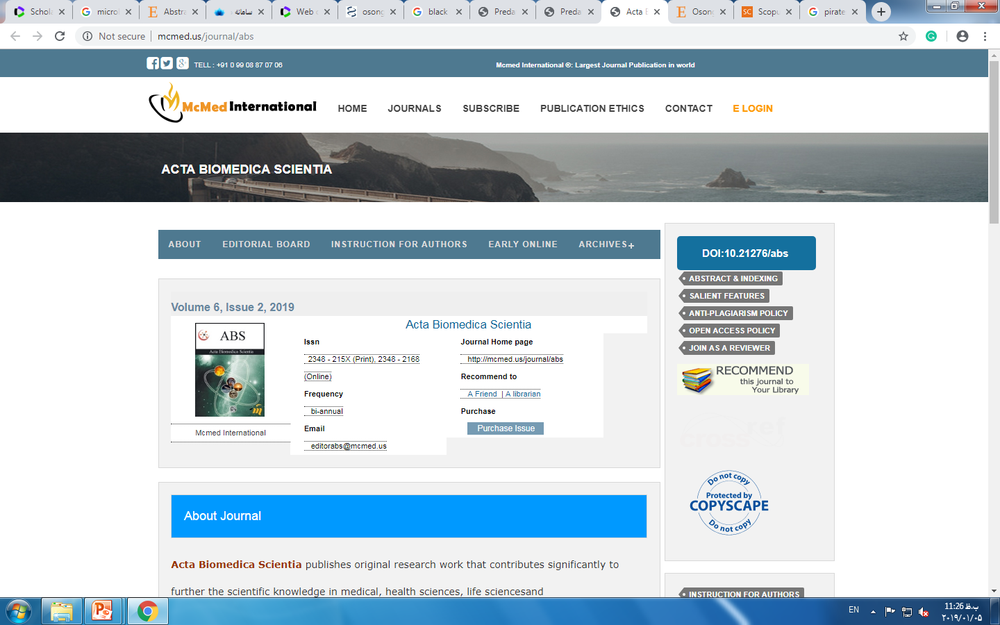 Schola
microl
Abstra
سامانه
Web o
osong
black
Preda
Preda
Acta B
Osong
Scopu
pirate
Not secure
mcmed.us/journal/abs
TELL : +91 0 99 08 87 07 06
Mcmed International ®: Largest Journal Publication in world
McMed International
HOME
JOURNALS
SUBSCRIBE
PUBLICATION ETHICS
CONTACT
E LOGIN
ACTA BIOMEDICA SCIENTIA
ABOUT
EDITORIAL BOARD
INSTRUCTION FOR AUTHORS
EARLY ONLINE
ARCHIVES+
Volume 6, Issue 2, 2019
ABS
Acta Biomedica Scientia
Mcmed International
Acta Biomedica Scientia
Issn
2348 - 215X (Print), 2348 - 2168
(Online)
Frequency
bi-annual
Email
editorabs@mcmed.us
Journal Home page
http://mcmed.us/journal/abs
Recommend to
A Friend | A librarian
Purchase
Purchase Issue
About Journal
Acta Biomedica Scientia publishes original research work that contributes significantly to
further the scientific knowledge in medical, health sciences, life sciencesand
DOI:10.21276/abs
ABSTRACT & INDEXING
SALIENT FEATURES
ANTI-PLAGIARISM POLICY
OPEN ACCESS POLICY
JOIN AS A REVIEWER
RECOMMEND
this journal to
Your Library
cross
ref
Do not copy
Protected by
COPYSCAPE
Do not copy
INSTRUCTION FOR AUTHORS
EN
11:26 ب.ظ
۲۰۱۹/۰۱/۰۵